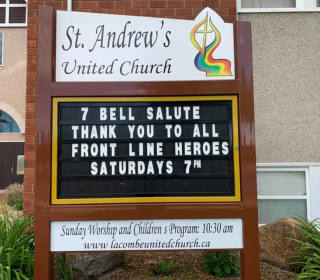 St. Andrew's
United Church
7 BELL SALUTE
THANK YOU TO ALL
FRONT LINE HEROES
SATURDAYS 7PM
Sunday Worship and Children s Program: 10:30 am
www.lacombeunitedchurch.ca